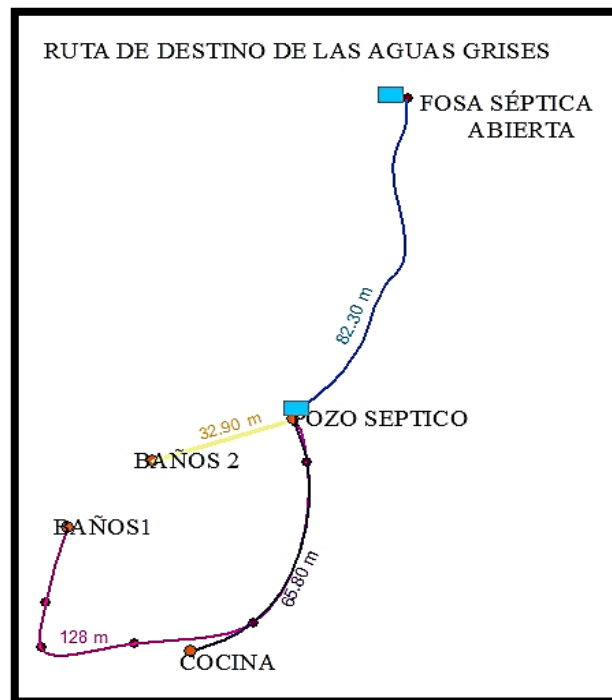 RUTA DE DESTINO DE LAS AGUAS GRISES
FOSA SÉPTICA
ABIERTA
82.30 m
POZO SEPTICO
32.90 m
BAÑOS 2
BAÑOS1
65.80 m
128 m
COCINA